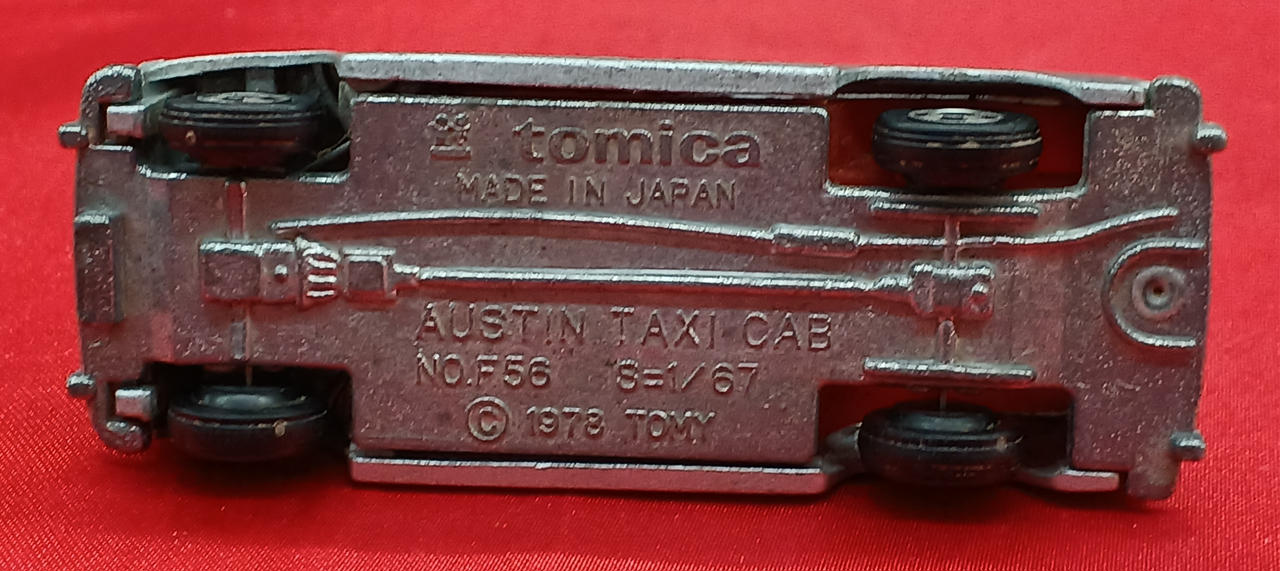 tomica
MADE IN JAPAN
AUSTIN TAXI CAB
NO.F56 S=1/67
© 1978 TOMY